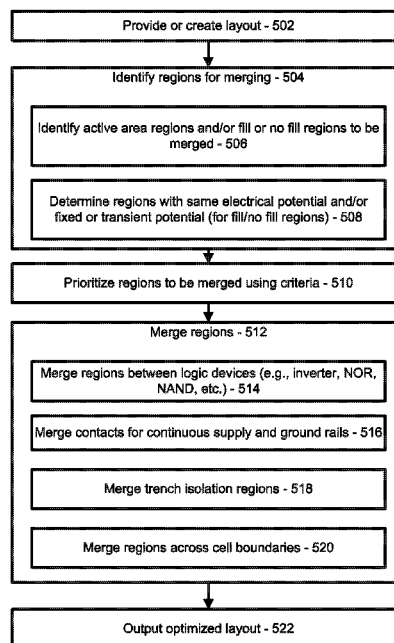 Provide or create layout - 502
Identify regions for merging - 504
Identify active area regions and/or fill or no fill regions to be
merged - 506
Determine regions with same electrical potential and/or
fixed or transient potential (for fill/no fill regions) - 508
Prioritize regions to be merged using criteria - 510
Merge regions - 512
Merge regions between logic devices (e.g., inverter, NOR,
NAND, etc.) - 514
Merge contacts for continuous supply and ground rails - 516
Merge trench isolation regions - 518
Merge regions across cell boundaries - 520
Output optimized layout - 522